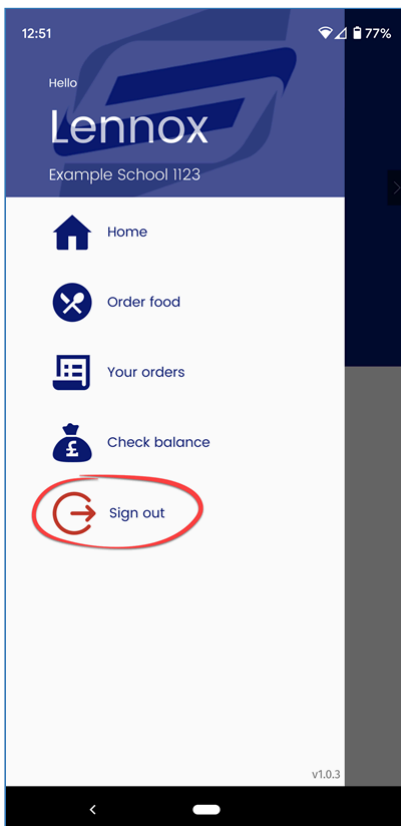 12:51
77%
Hello
Lennox
Example School 1123
Home
Order food
Your orders
£
Check balance
Sign out
v1.0.3